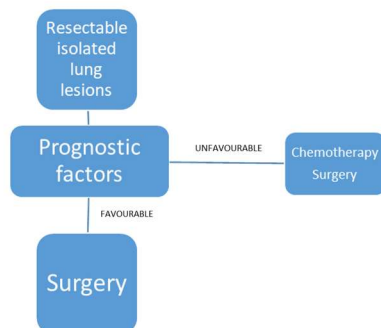 Resectable
isolated
lung
lesions
Prognostic
factors
UNFAVOURABLE
Chemotherapy
Surgery
FAVOURABLE
Surgery